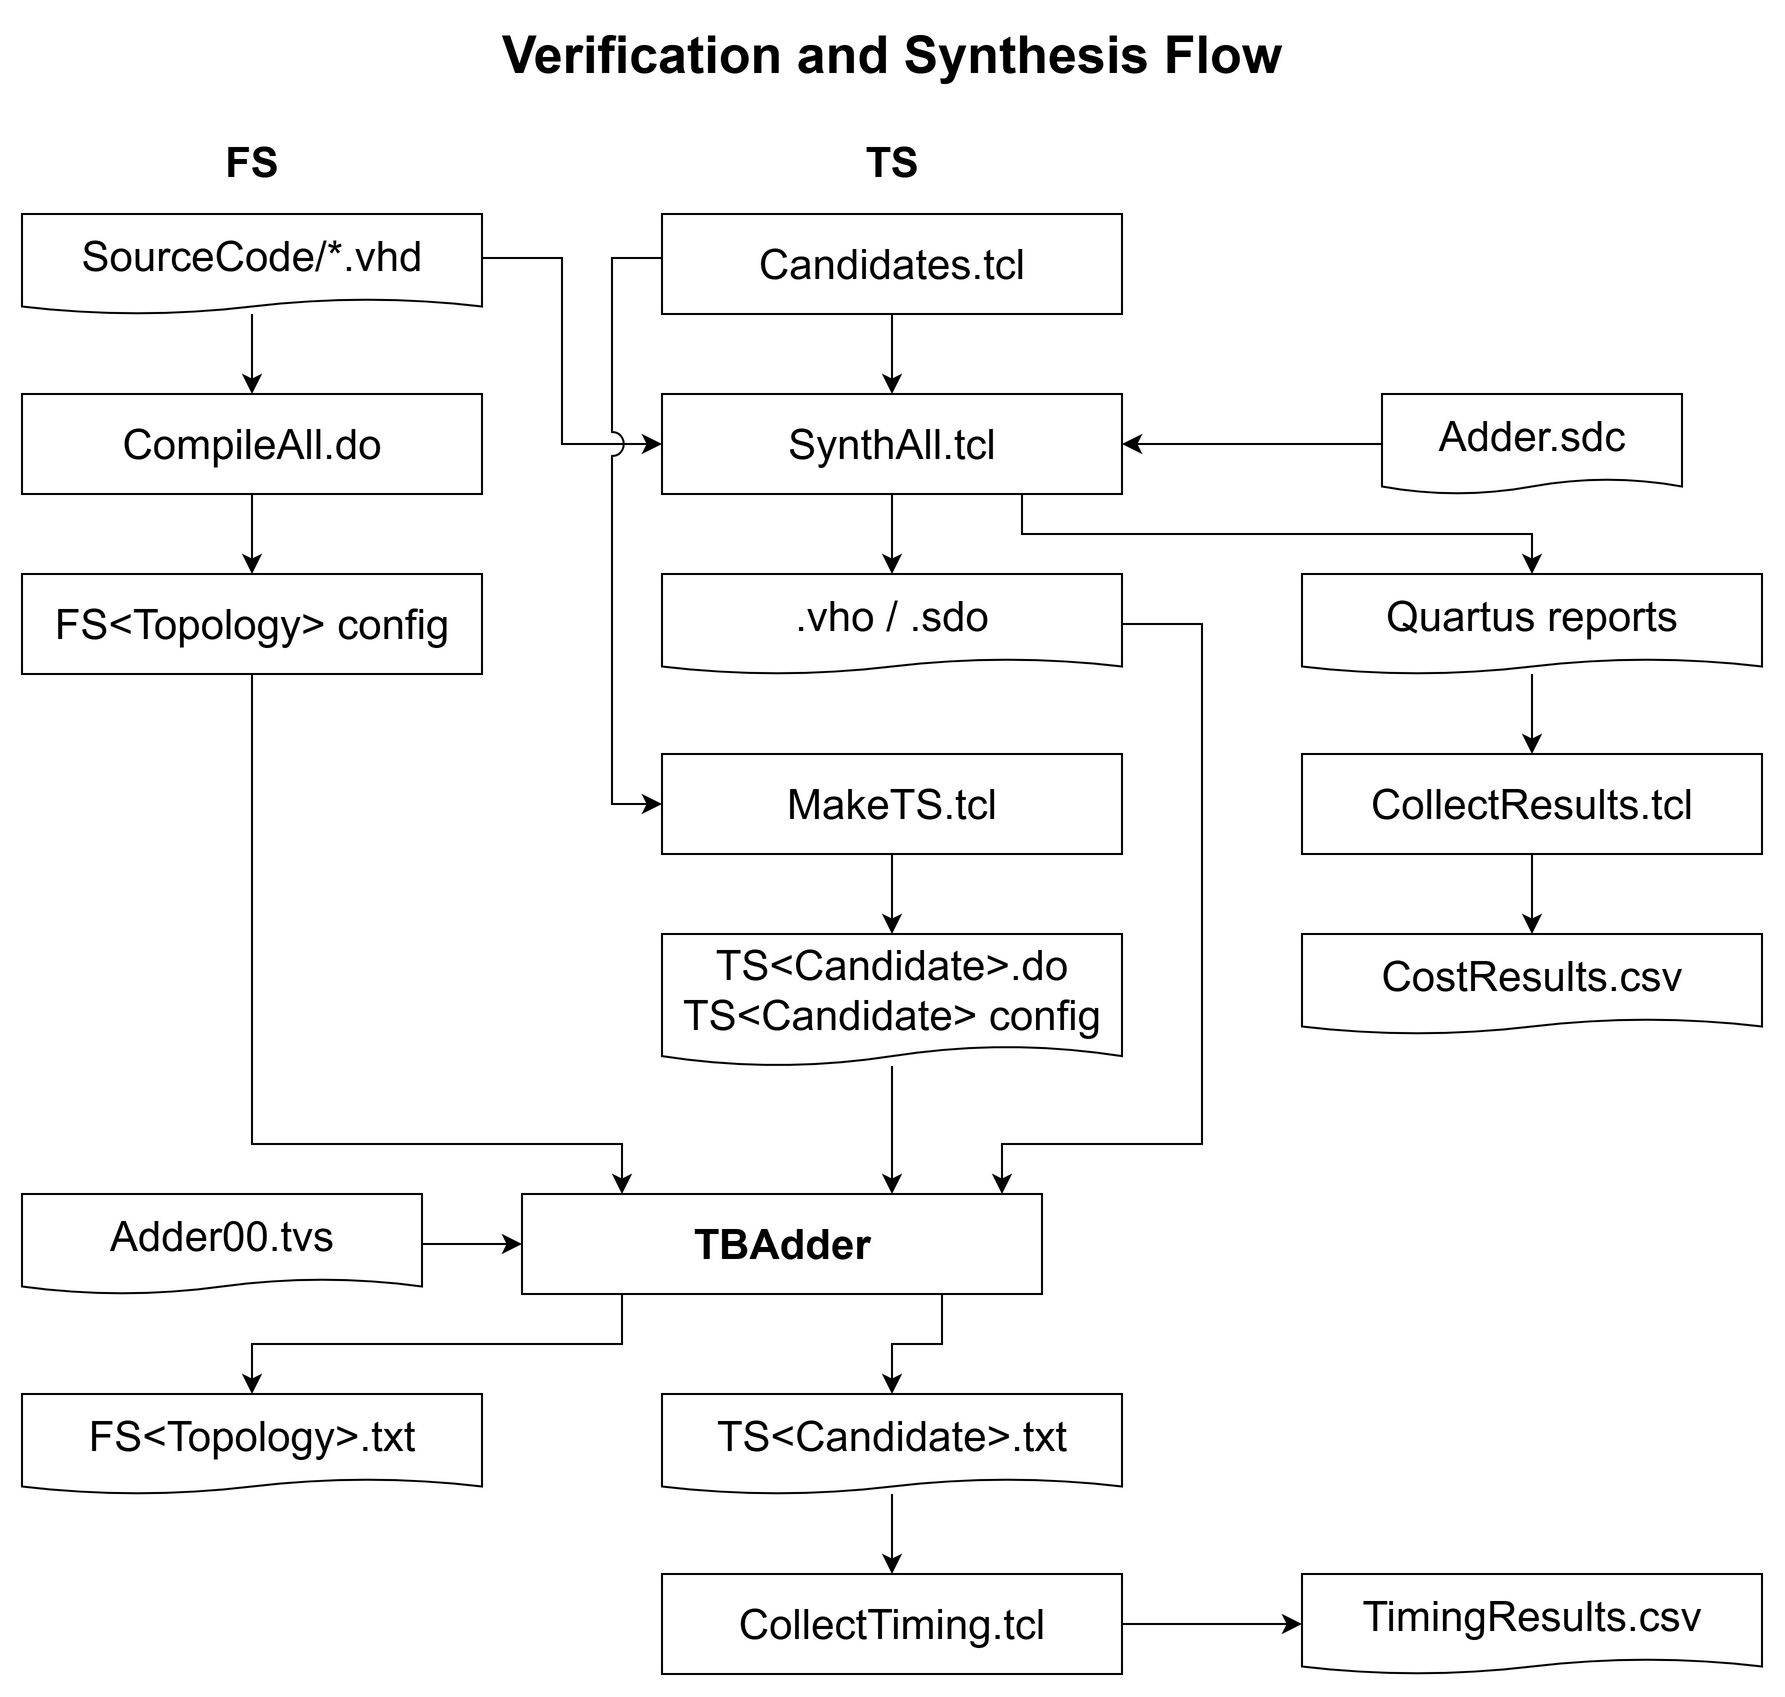 Verification and Synthesis Flow
FS
TS
SourceCode/*.vhd
Candidates.tcl
CompileAll.do
SynthAll.tcl
Adder.sdc
FS<Topology> config
.vho / .sdo
Quartus reports
MakeTS.tcl
CollectResults.tcl
TS<Candidate>.do
TS<Candidate> config
CostResults.csv
Adder00.tvs
TBAdder
FS<Topology>.txt
TS<Candidate>.txt
CollectTiming.tcl
TimingResults.csv